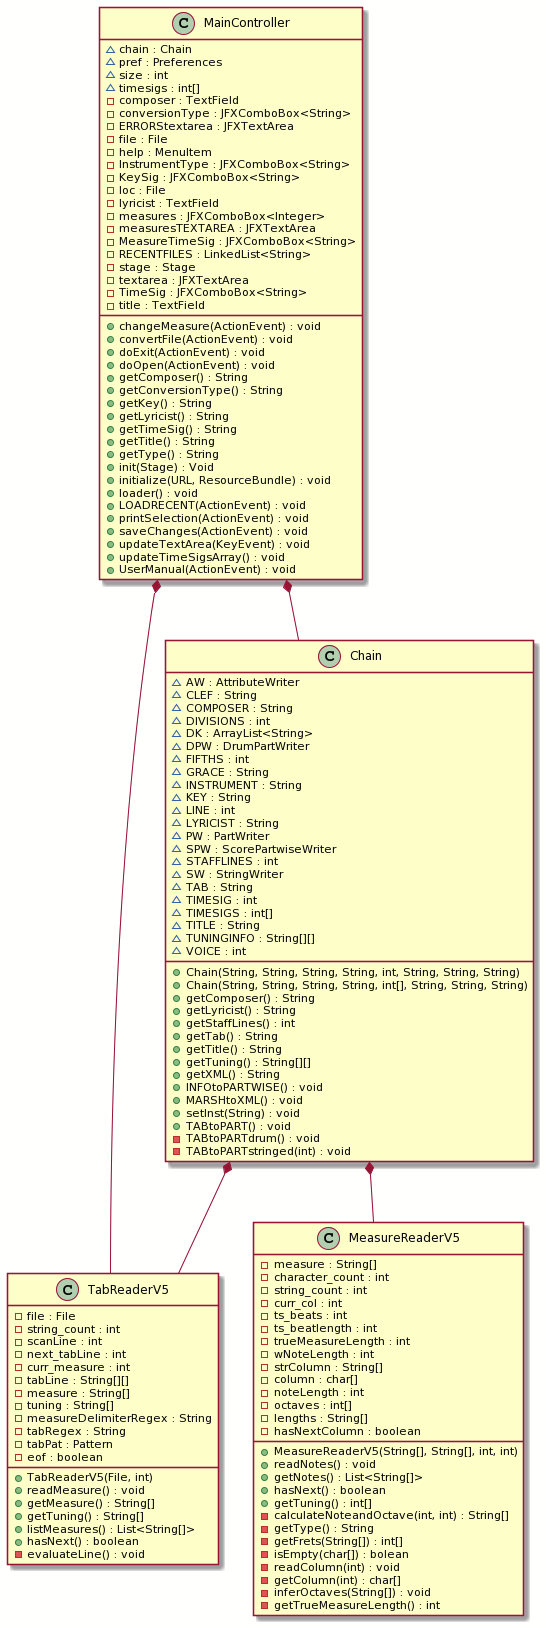 C MainController
chain : Chain
pref : Preferences
size : int
timesigs : int[]
composer : TextField
conversionType : JFXComboBox<String>
ERRORStextarea : JFXTextArea
file : File
help : MenuItem
InstrumentType : JFXComboBox<String>
KeySig : JFXComboBox<String>
loc : File
lyricist : TextField
measures : JFXComboBox<Integer>
measuresTEXTAREA : JFXTextArea
MeasureTimeSig : JFXComboBox<String>
RECENTFILES : LinkedList<String>
stage : Stage
textarea : JFXTextArea
TimeSig : JFXComboBox<String>
title : TextField
changeMeasure(ActionEvent) : void
convertFile(ActionEvent) : void
doExit(ActionEvent) : void
doOpen(ActionEvent) : void
getComposer() : String
getConversionType() : String
getKey() : String
getLyricist() : String
getTimeSig() : String
getTitle() : String
getType() : String
init(Stage) : Void
initialize(URL, ResourceBundle) : void
loader() : void
LOADRECENT(ActionEvent) : void
printSelection(ActionEvent) : void
saveChanges(ActionEvent) : void
updateTextArea(KeyEvent) : void
updateTimeSigsArray() : void
UserManual(ActionEvent) : void
C Chain
AW : AttributeWriter
CLEF : String
COMPOSER : String
DIVISIONS : int
DK : ArrayList<String>
DPW : DrumPartWriter
FIFTHS : int
GRACE : String
INSTRUMENT : String
KEY : String
LINE : int
LYRICIST : String
PW : PartWriter
SPW : ScorePartwiseWriter
STAFFLINES : int
SW : StringWriter
TAB : String
TIMESIG : int
TIMESIGS : int[]
TITLE : String
TUNINGINFO : String[][]
VOICE : int
Chain(String, String, String, String, int, String, String, String)
Chain(String, String, String, String, int[], String, String, String)
getComposer() : String
getLyricist() : String
getStaffLines() : int
getTab() : String
getTitle() : String
getTuning() : String[][]
getXML() : String
INFOtoPARTWISE() : void
MARSHtoXML() : void
setInst(String) : void
TABtoPART() : void
TABtoPARTdrum() : void
TABtoPARTstringed(int) : void
C TabReaderV5
file : File
string_count : int
scanLine : int
next_tabLine : int
curr_measure : int
tabLine : String[][]
measure : String[]
tuning : String[]
measureDelimiterRegex : String
tabRegex : String
tabPat : Pattern
eof : boolean
TabReaderV5(File, int)
readMeasure() : void
getMeasure() : String[]
getTuning() : String[]
listMeasures() : List<String[]>
hasNext() : boolean
evaluateLine() : void
C MeasureReaderV5
measure : String[]
character_count : int
string_count : int
curr_col : int
ts_beats : int
ts_beatlength : int
trueMeasureLength : int
wNoteLength : int
strColumn : String[]
column : char[]
noteLength : int
octaves : int[]
lengths : String[]
hasNextColumn : boolean
MeasureReaderV5(String[], String[], int, int)
readNotes() : void
getNotes() : List<String[]>
hasNext() : boolean
getTuning() : int[]
calculateNoteandOctave(int, int) : String[]
getType() : String
getFrets(String[]) : int[]
isEmpty(char[]) : bolean
readColumn(int) : void
getColumn(int) : char[]
inferOctaves(String[]) : void
getTrueMeasureLength() : int